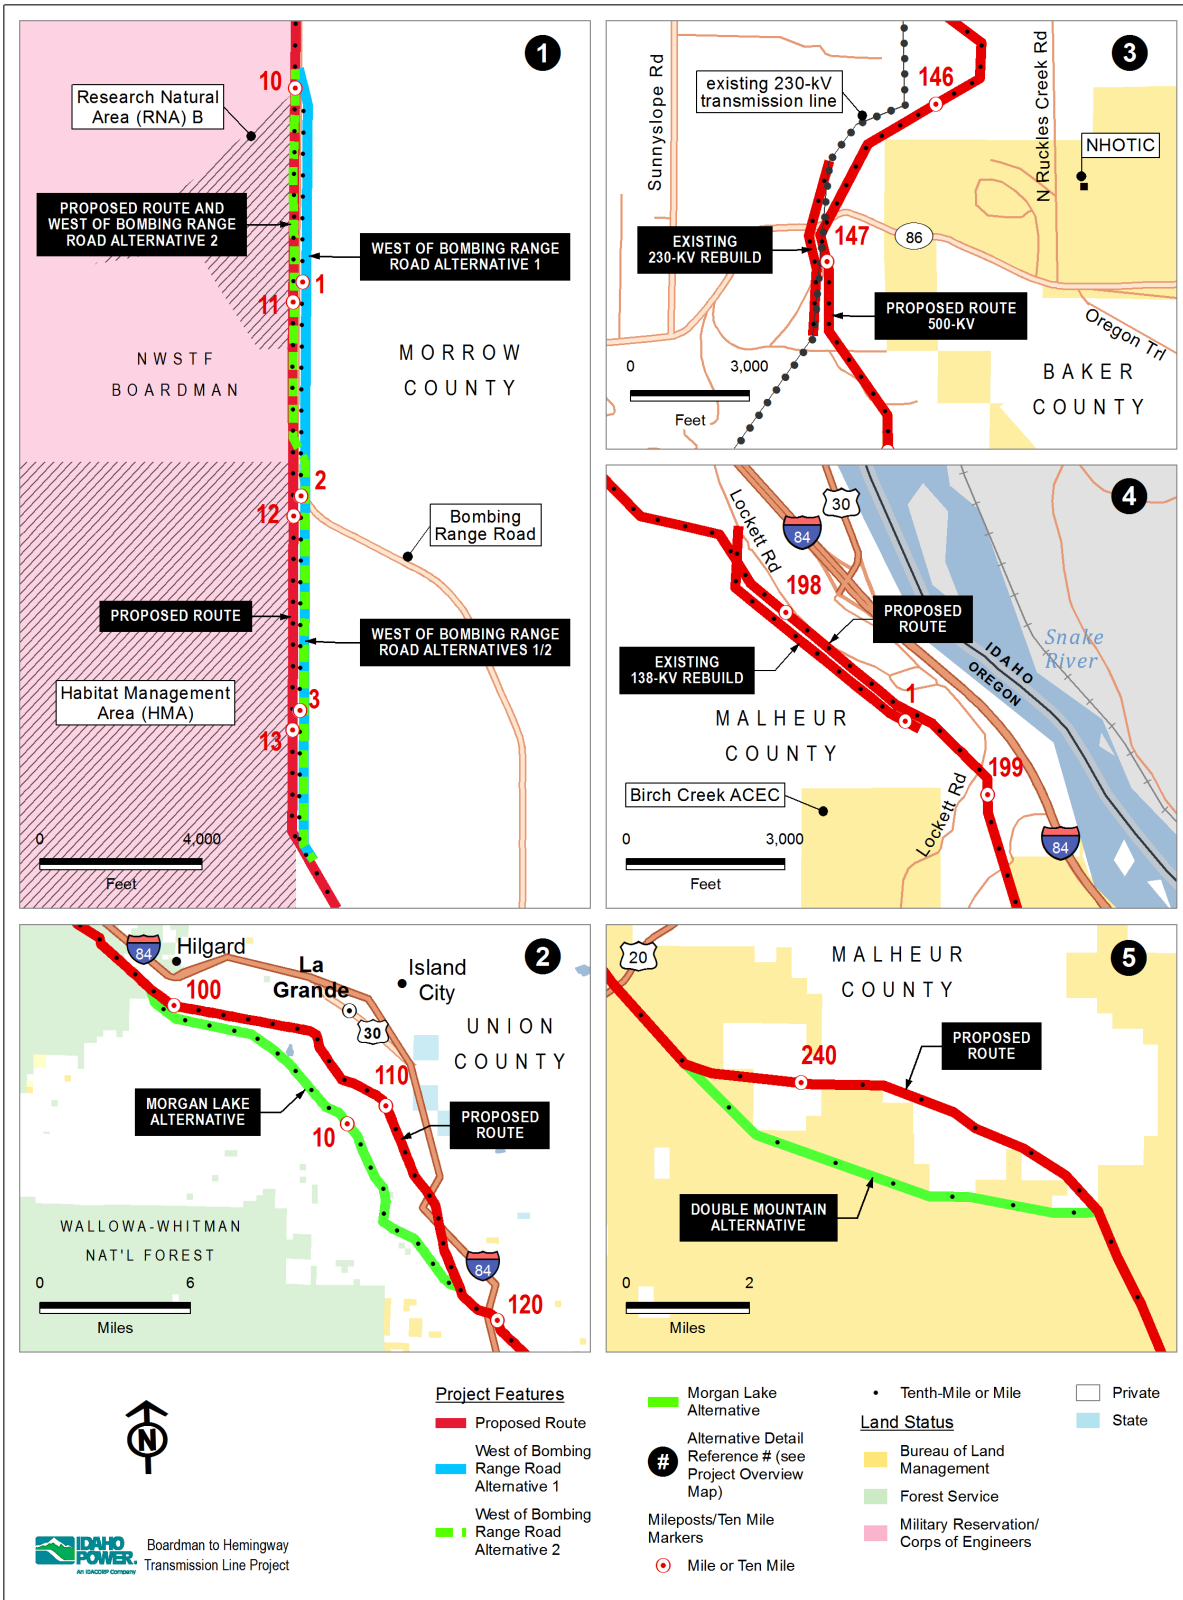 1
10
Research Natural
Area (RNA) B
PROPOSED ROUTE AND
WEST OF BOMBING RANGE
ROAD ALTERNATIVE 2
WEST OF BOMBING RANGE
ROAD ALTERNATIVE 1
1
11
NWSTF
BOARDMAN
MORROW
COUNTY
2
12
Bombing
Range Road
PROPOSED ROUTE
WEST OF BOMBING RANGE
ROAD ALTERNATIVES 1/2
Habitat Management
Area (HMA)
3
13
0 4,000
Feet
3
Sunnyslope Rd
existing 230-kV
transmission line
146
N Ruckles Creek Rd
NHOTIC
EXISTING
230-KV REBUILD
147
86
PROPOSED ROUTE
500-KV
Oregon Trl
0 3,000
Feet
BAKER
COUNTY
4
Lockett Rd
30
84
198
PROPOSED
ROUTE
EXISTING
138-KV REBUILD
IDAHO
OREGON
Snake
River
1
MALHEUR
COUNTY
199
Birch Creek ACEC
Lockett Rd
84
0 3,000
Feet
2
84
Hilgard
La
Grande
Island
City
100
30
UNION
COUNTY
110
MORGAN LAKE
ALTERNATIVE
10
PROPOSED
ROUTE
WALLOWA-WHITMAN
NAT'L FOREST
84
0 6
Miles
120
5
20
MALHEUR
COUNTY
240
PROPOSED
ROUTE
DOUBLE MOUNTAIN
ALTERNATIVE
0 2
Miles
N
IDAHO
POWER.
An IDACORP Company
Boardman to Hemingway
Transmission Line Project
Project Features
Proposed Route
West of Bombing
Range Road
Alternative 1
West of Bombing
Range Road
Alternative 2
Morgan Lake
Alternative
#
Alternative Detail
Reference # (see
Project Overview
Map)
Mileposts/Ten Mile
Markers
Mile or Ten Mile
Tenth-Mile or Mile
Land Status
Bureau of Land
Management
Forest Service
Military Reservation/
Corps of Engineers
Private
State